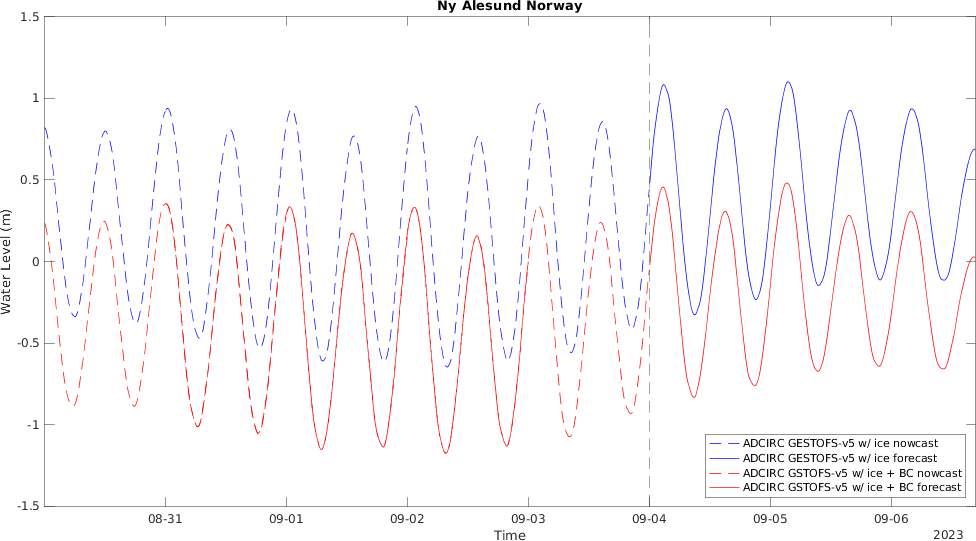 Ny Alesund Norway
1.5
1
0.5
0
-0.5
-1
-1.5
Water Level (m)
ADCIRC GESTOFS-v5 w/ ice nowcast
ADCIRC GESTOFS-v5 w/ ice forecast
ADCIRC GSTOFS-v5 w/ ice + BC nowcast
ADCIRC GSTOFS-v5 w/ ice + BC forecast
08-31 09-01 09-02 09-03 09-04 09-05 09-06
Time
2023